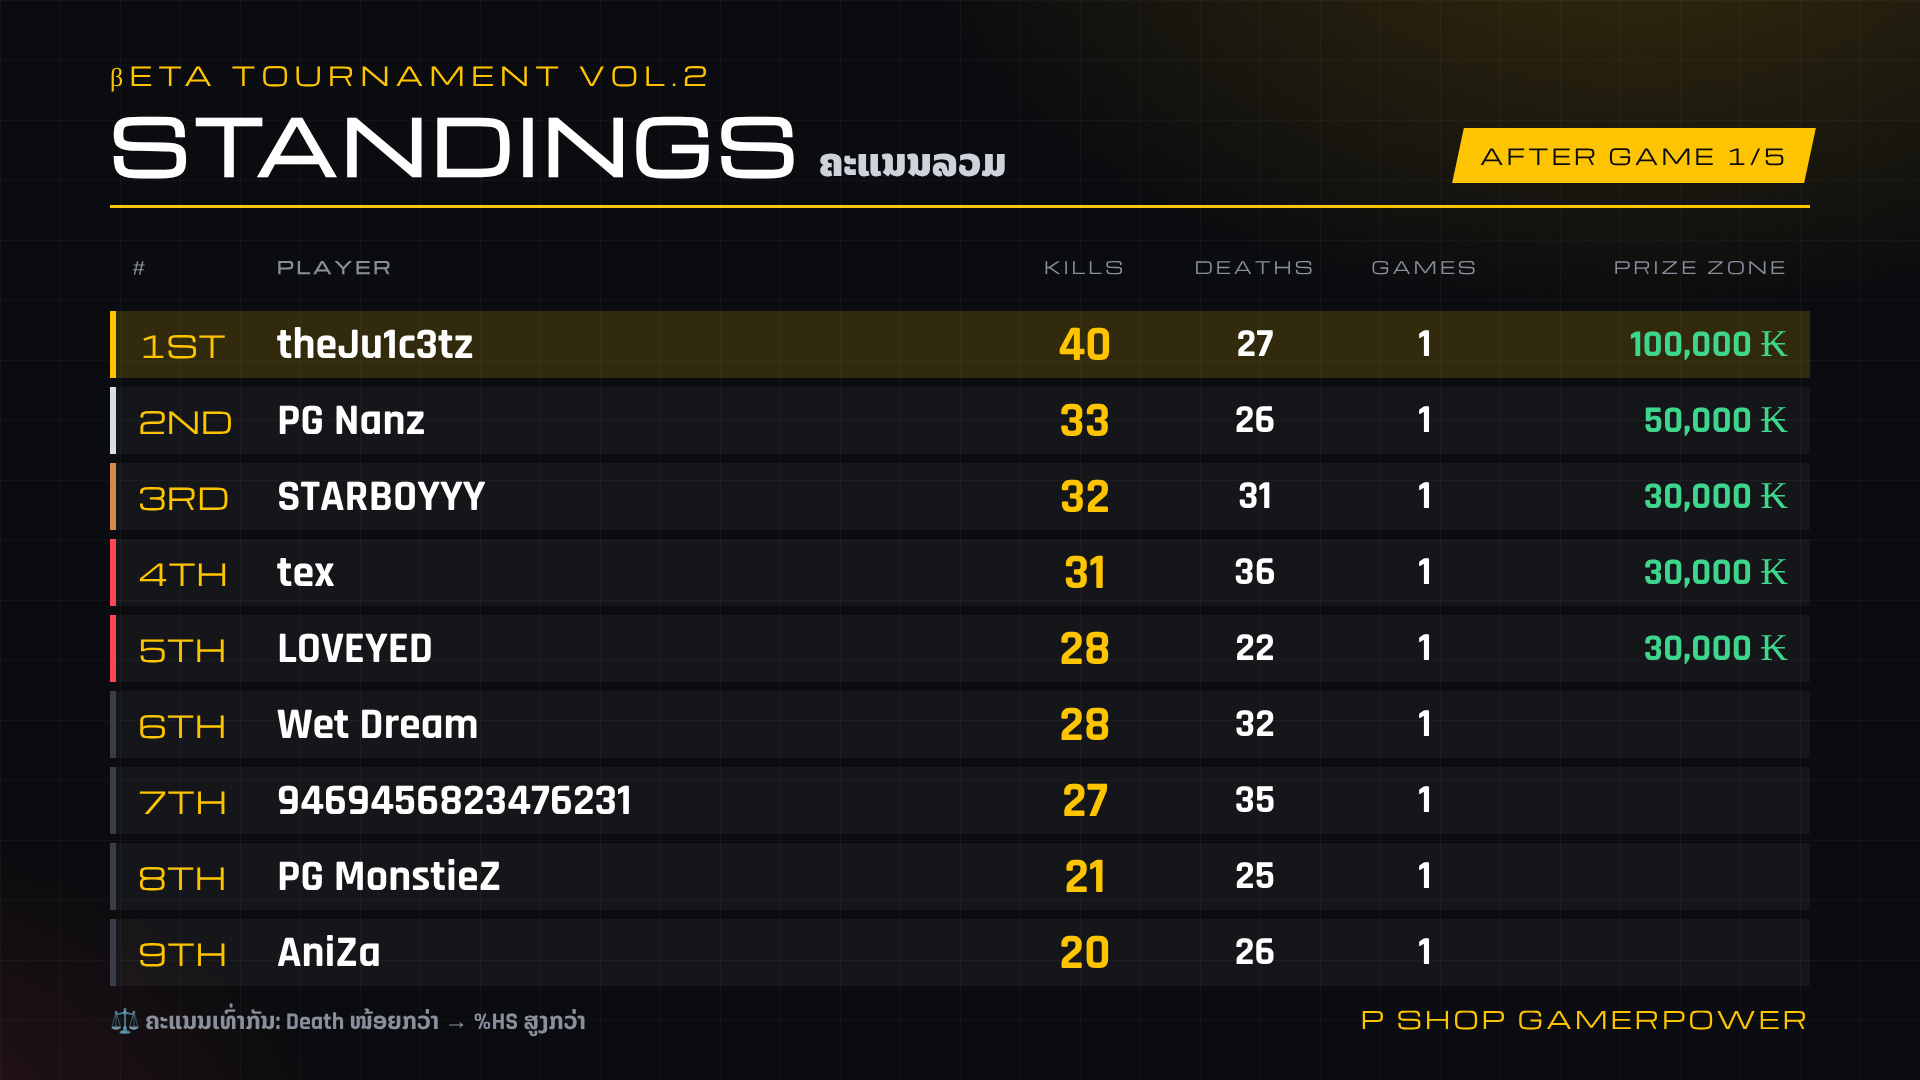 βETA TOURNAMENT VOL.2
STANDINGS ຄະແນນລວມ
AFTER GAME 1/5
# PLAYER KILLS DEATHS GAMES PRIZE ZONE
1ST theJu1c3tz 40 27 1 100,000 ₭
2ND PG Nanz 33 26 1 50,000 ₭
3RD STARBOYYY 32 31 1 30,000 ₭
4TH tex 31 36 1 30,000 ₭
5TH LOVEYED 28 22 1 30,000 ₭
6TH Wet Dream 28 32 1
7TH 9469456823476231 27 35 1
8TH PG MonstieZ 21 25 1
9TH AniZa 20 26 1
⚖️ ຄະແນນເທົ່າກັນ: Death ໜ້ອຍກວ່າ → %HS ສູງກວ່າ
P SHOP GAMERPOWER